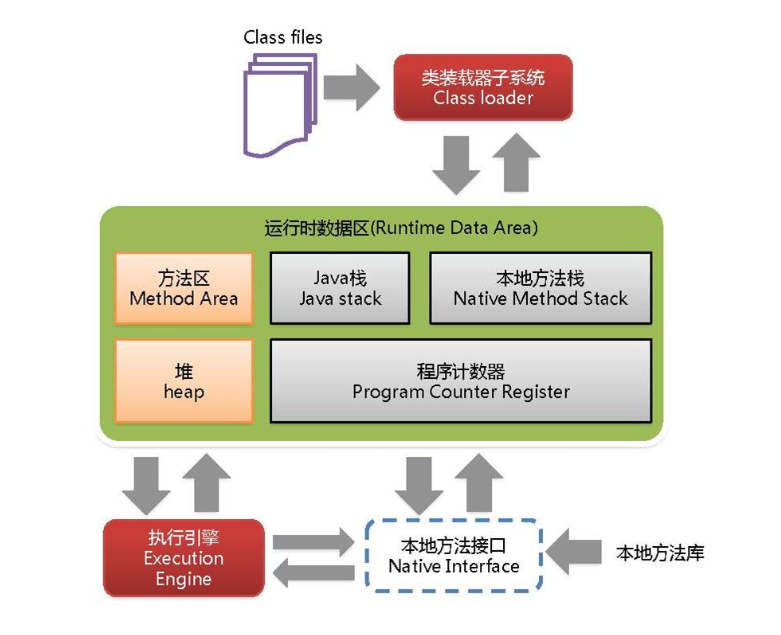 Class files
类装载器子系统
Class loader
运行时数据区(Runtime Data Area)
方法区
Method Area
Java栈
Java stack
本地方法栈
Native Method Stack
堆
heap
程序计数器
Program Counter Register
执行引擎
Execution
Engine
本地方法接口
Native Interface
本地方法库